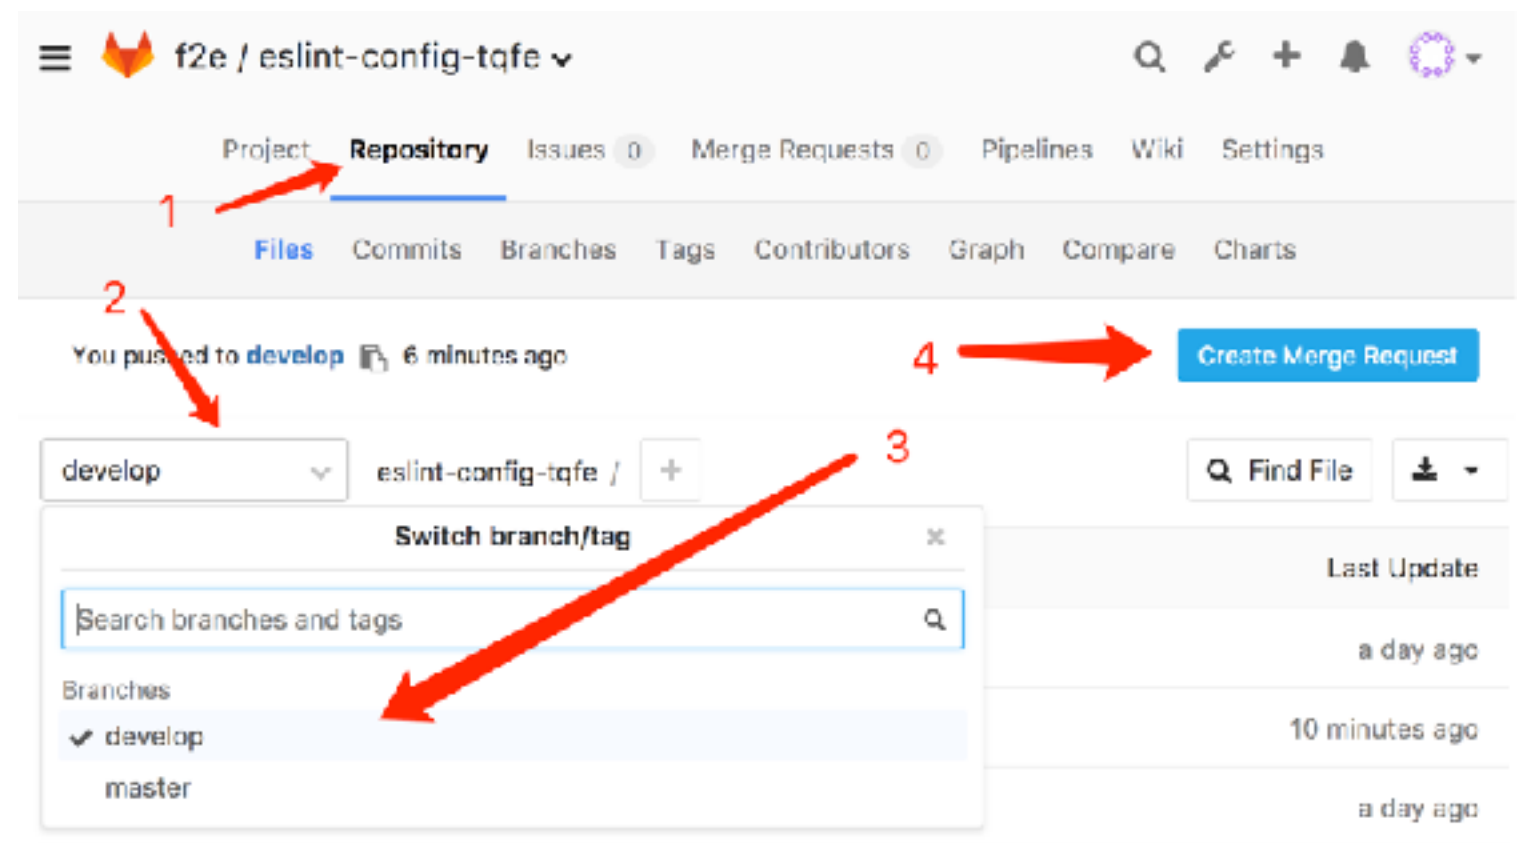 f2e / eslint-config-tqfe
Project Repository Issues 0 Merge Requests 0 Pipelines Wiki Settings
1
Files Commits Branches Tags Contributors Graph Compare Charts
2
You pushed to develop 6 minutes ago 4 Create Merge Request
3
develop eslint-config-tqfe / + Find File
Switch branch/tag
Last Update
Search branches and tags
a day ago
Branches
develop
10 minutes ago
master
a day ago